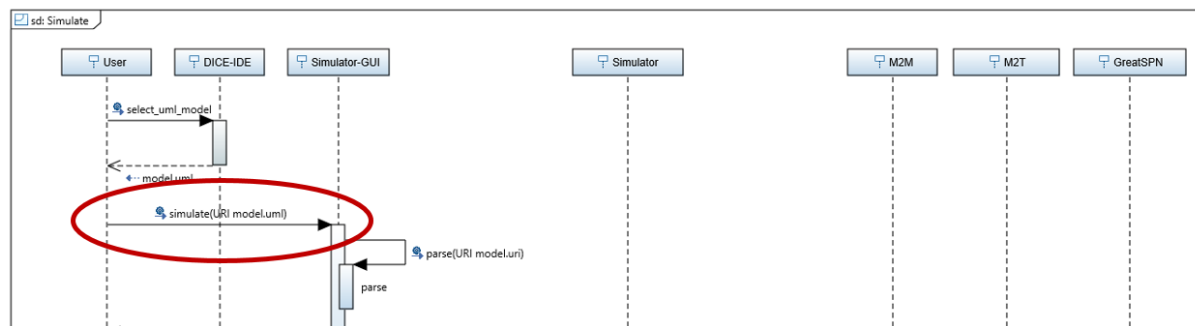 sd: Simulate
User
DICE-IDE
Simulator-GUI
Simulator
M2M
M2T
GreatSPN
select_uml_model
model.uml
simulate(URI model.uml)
parse(URI model.uri)
parse